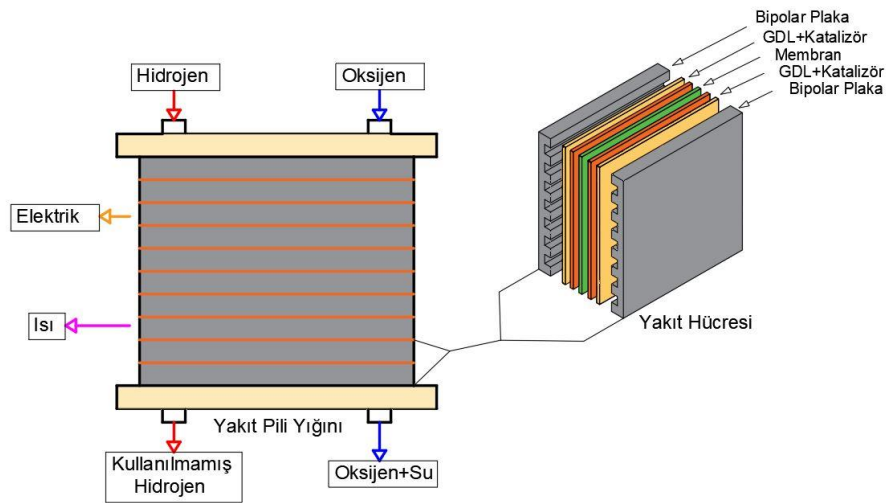 Bipolar Plaka
GDL+Katalizör
Membran
GDL+Katalizör
Bipolar Plaka
Hidrojen
Oksijen
Elektrik
Isı
Yakıt Hücresi
Yakıt Pili Yığını
Kullanılmamış
Hidrojen
Oksijen+Su